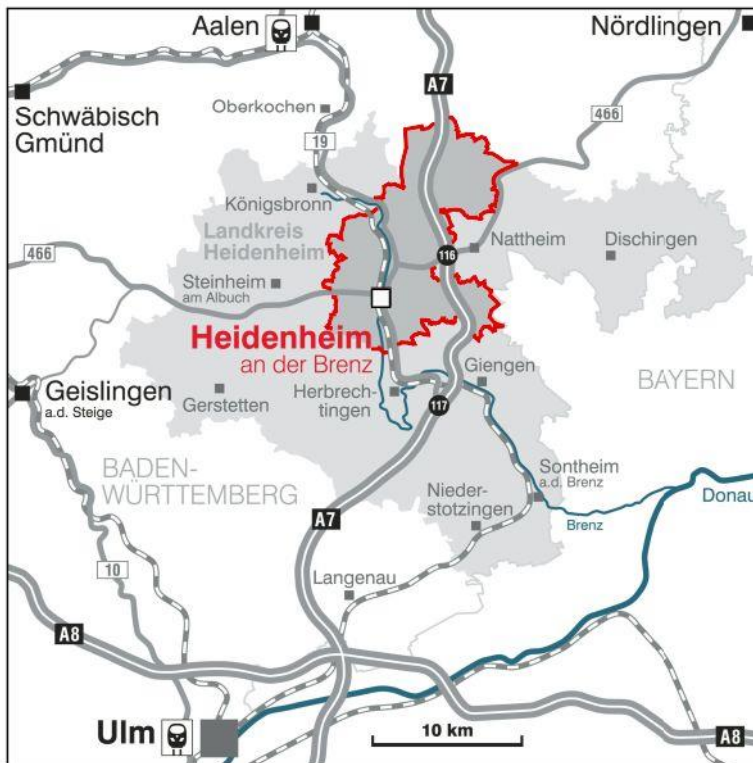 Aalen
Nördlingen
A7
Schwäbisch
Gmünd
Oberkochen
466
19
Königsbronn
Landkreis
Heidenheim
Nattheim
Dischingen
116
466
Steinheim
am Albuch
Heidenheim
an der Brenz
Giengen
BAYERN
Geislingen
a.d. Steige
Gerstetten
Herbrech-
tingen
117
BADEN-
WÜRTTEMBERG
Sontheim
a.d. Brenz
Nieder-
stotzingen
Donau
Brenz
A7
10
Langenau
A8
Ulm
10 km
A8